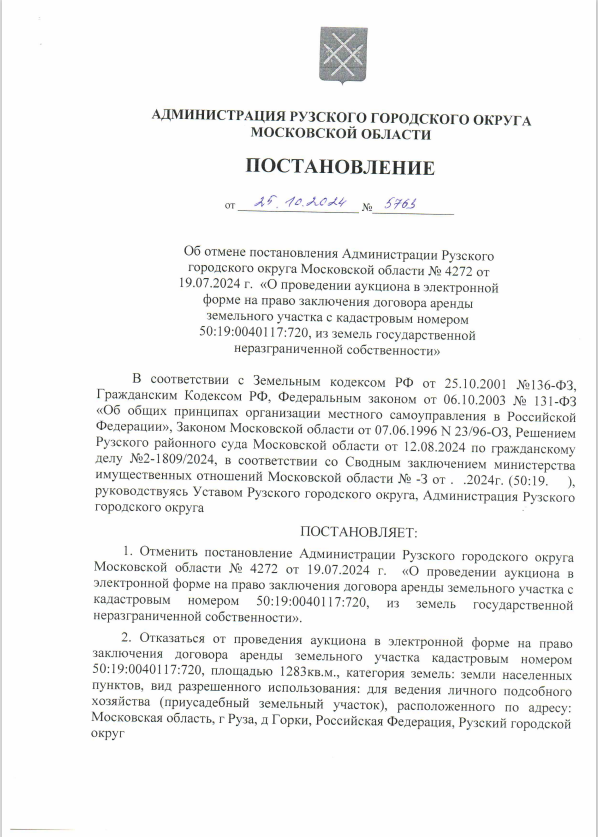 АДМИНИСТРАЦИЯ РУЗСКОГО ГОРОДСКОГО ОКРУГА
МОСКОВСКОЙ ОБЛАСТИ
ПОСТАНОВЛЕНИЕ
от 25.10.2024 № 5763
Об отмене постановления Администрации Рузского
городского округа Московской области № 4272 от
19.07.2024 г. «О проведении аукциона в электронной
форме на право заключения договора аренды
земельного участка с кадастровым номером
50:19:0040117:720, из земель государственной
неразграниченной собственности»
В соответствии с Земельным кодексом РФ от 25.10.2001 №136-ФЗ,
Гражданским Кодексом РФ, Федеральным законом от 06.10.2003 № 131-ФЗ
«Об общих принципах организации местного самоуправления в Российской
Федерации», Законом Московской области от 07.06.1996 N 23/96-ОЗ, Решением
Рузского районного суда Московской области от 12.08.2024 по гражданскому
делу №2-1809/2024, в соответствии со Сводным заключением министерства
имущественных отношений Московской области № -З от . .2024г. (50:19. ),
руководствуясь Уставом Рузского городского округа, Администрация Рузского
городского округа
ПОСТАНОВЛЯЕТ:
1. Отменить постановление Администрации Рузского городского округа
Московской области № 4272 от 19.07.2024 г. «О проведении аукциона в
электронной форме на право заключения договора аренды земельного участка с
кадастровым номером 50:19:0040117:720, из земель государственной
неразграниченной собственности».
2. Отказаться от проведения аукциона в электронной форме на право
заключения договора аренды земельного участка кадастровым номером
50:19:0040117:720, площадью 1283кв.м., категория земель: земли населенных
пунктов, вид разрешенного использования: для ведения личного подсобного
хозяйства (приусадебный земельный участок), расположенного по адресу:
Московская область, г Руза, д Горки, Российская Федерация, Рузский городской
округ